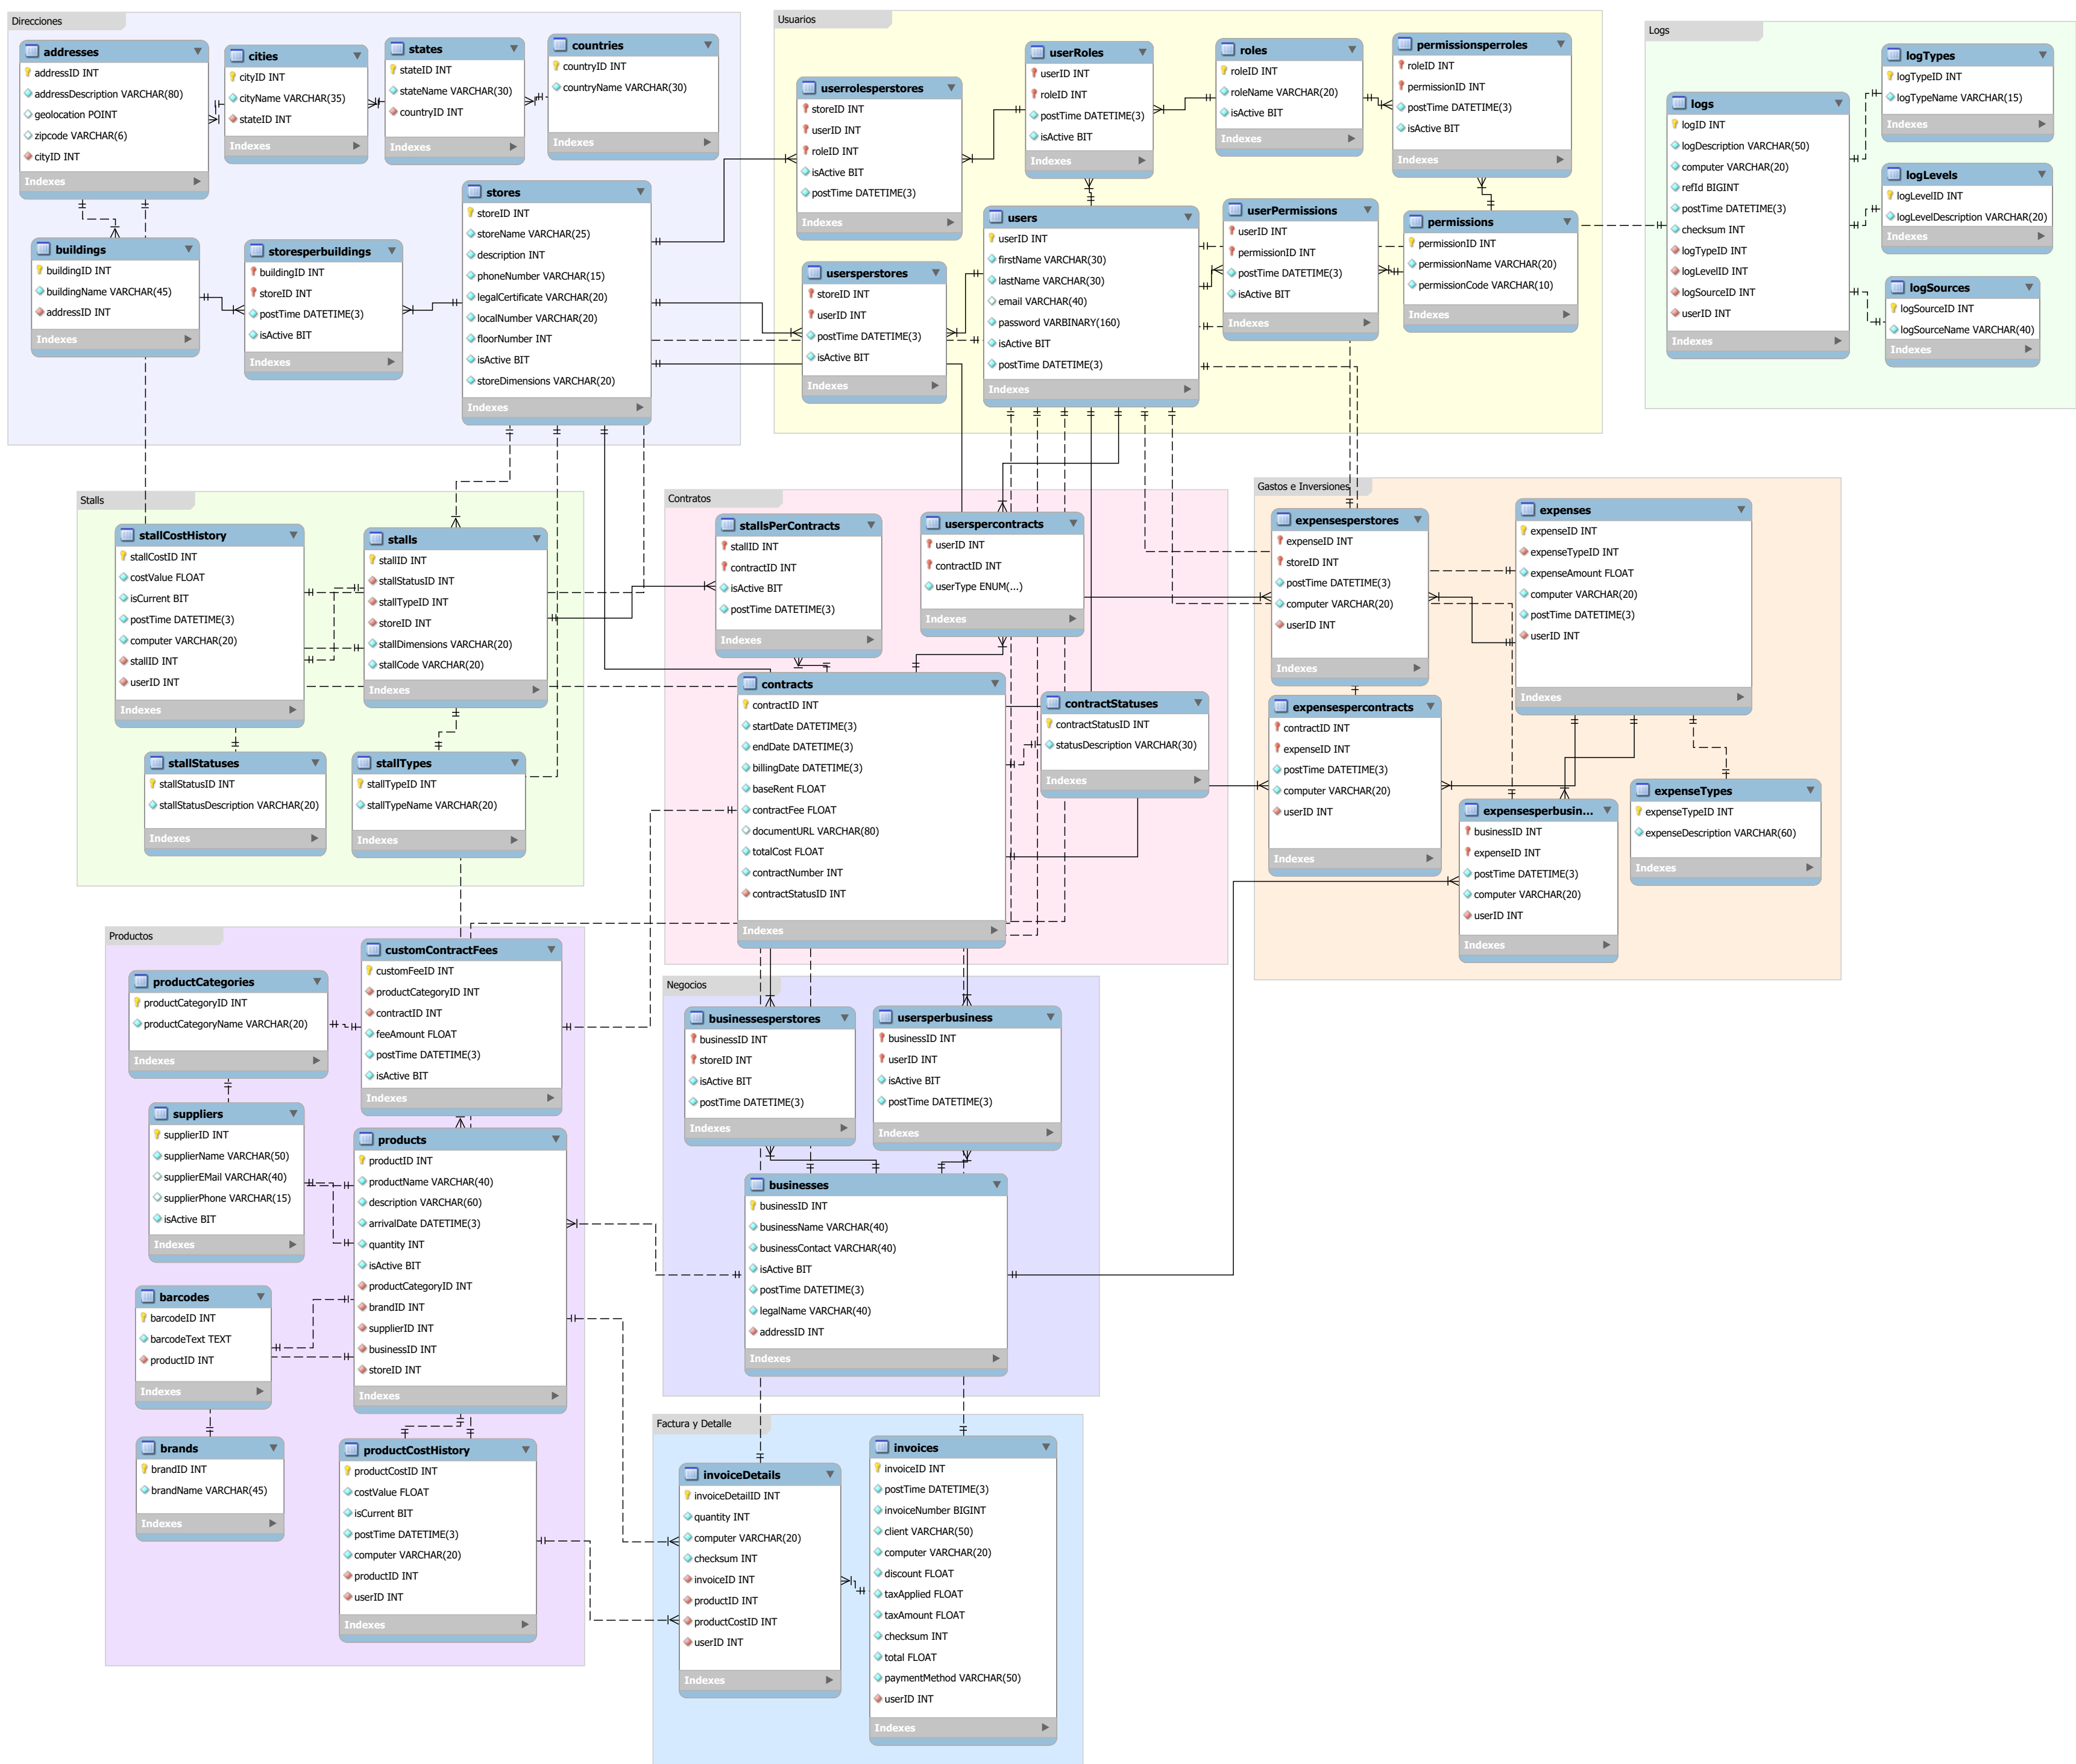 Direcciones
addresses
addressID INT
addressDescription VARCHAR(80)
geolocation POINT
zipcode VARCHAR(6)
cityID INT
Indexes
cities
cityID INT
cityName VARCHAR(35)
stateID INT
Indexes
states
stateID INT
stateName VARCHAR(30)
countryID INT
Indexes
countries
countryID INT
countryName VARCHAR(30)
Indexes
buildings
buildingID INT
buildingName VARCHAR(45)
addressID INT
Indexes
storesperbuildings
buildingID INT
storeID INT
postTime DATETIME(3)
isActive BIT
Indexes
stores
storeID INT
storeName VARCHAR(25)
description INT
phoneNumber VARCHAR(15)
legalCertificate VARCHAR(20)
localNumber VARCHAR(20)
floorNumber INT
isActive BIT
storeDimensions VARCHAR(20)
Indexes
Usuarios
userrolesperstores
storeID INT
userID INT
roleID INT
isActive BIT
postTime DATETIME(3)
Indexes
userRoles
userID INT
roleID INT
postTime DATETIME(3)
isActive BIT
Indexes
roles
roleID INT
roleName VARCHAR(20)
isActive BIT
Indexes
permissionsperroles
roleID INT
permissionID INT
postTime DATETIME(3)
isActive BIT
Indexes
usersperstores
storeID INT
userID INT
postTime DATETIME(3)
isActive BIT
Indexes
users
userID INT
firstName VARCHAR(30)
lastName VARCHAR(30)
email VARCHAR(40)
password VARBINARY(160)
isActive BIT
postTime DATETIME(3)
Indexes
userPermissions
userID INT
permissionID INT
postTime DATETIME(3)
isActive BIT
Indexes
permissions
permissionID INT
permissionName VARCHAR(20)
permissionCode VARCHAR(10)
Indexes
Logs
logs
logID INT
logDescription VARCHAR(50)
computer VARCHAR(20)
refId BIGINT
postTime DATETIME(3)
checksum INT
logTypeID INT
logLevelID INT
logSourceID INT
userID INT
Indexes
logTypes
logTypeID INT
logTypeName VARCHAR(15)
Indexes
logLevels
logLevelID INT
logLevelDescription VARCHAR(20)
Indexes
logSources
logSourceID INT
logSourceName VARCHAR(40)
Indexes
Stalls
stallCostHistory
stallCostID INT
costValue FLOAT
isCurrent BIT
postTime DATETIME(3)
computer VARCHAR(20)
stallID INT
userID INT
Indexes
stalls
stallID INT
stallStatusID INT
stallTypeID INT
storeID INT
stallDimensions VARCHAR(20)
stallCode VARCHAR(20)
Indexes
stallStatuses
stallStatusID INT
stallStatusDescription VARCHAR(20)
Indexes
stallTypes
stallTypeID INT
stallTypeName VARCHAR(20)
Indexes
Contratos
stallsPerContracts
stallID INT
contractID INT
isActive BIT
postTime DATETIME(3)
Indexes
userspercontracts
userID INT
contractID INT
userType ENUM(...)
Indexes
contracts
contractID INT
startDate DATETIME(3)
endDate DATETIME(3)
billingDate DATETIME(3)
baseRent FLOAT
contractFee FLOAT
documentURL VARCHAR(80)
totalCost FLOAT
contractNumber INT
contractStatusID INT
Indexes
contractStatuses
contractStatusID INT
statusDescription VARCHAR(30)
Indexes
Gastos e Inversiones
expensesperstores
expenseID INT
storeID INT
postTime DATETIME(3)
computer VARCHAR(20)
userID INT
Indexes
expenses
expenseID INT
expenseTypeID INT
expenseAmount FLOAT
computer VARCHAR(20)
postTime DATETIME(3)
userID INT
Indexes
expensespercontracts
contractID INT
expenseID INT
postTime DATETIME(3)
computer VARCHAR(20)
userID INT
Indexes
expensesperbusin...
businessID INT
expenseID INT
postTime DATETIME(3)
computer VARCHAR(20)
userID INT
Indexes
expenseTypes
expenseTypeID INT
expenseDescription VARCHAR(60)
Indexes
Productos
customContractFees
customFeeID INT
productCategoryID INT
contractID INT
feeAmount FLOAT
postTime DATETIME(3)
isActive BIT
Indexes
productCategories
productCategoryID INT
productCategoryName VARCHAR(20)
Indexes
suppliers
supplierID INT
supplierName VARCHAR(50)
supplierEMail VARCHAR(40)
supplierPhone VARCHAR(15)
isActive BIT
Indexes
products
productID INT
productName VARCHAR(40)
description VARCHAR(60)
arrivalDate DATETIME(3)
quantity INT
isActive BIT
productCategoryID INT
brandID INT
supplierID INT
businessID INT
storeID INT
Indexes
barcodes
barcodeID INT
barcodeText TEXT
productID INT
Indexes
brands
brandID INT
brandName VARCHAR(45)
Indexes
productCostHistory
productCostID INT
costValue FLOAT
isCurrent BIT
postTime DATETIME(3)
computer VARCHAR(20)
productID INT
userID INT
Indexes
Negocios
businessesperstores
businessID INT
storeID INT
isActive BIT
postTime DATETIME(3)
Indexes
usersperbusiness
businessID INT
userID INT
isActive BIT
postTime DATETIME(3)
Indexes
businesses
businessID INT
businessName VARCHAR(40)
businessContact VARCHAR(40)
isActive BIT
postTime DATETIME(3)
legalName VARCHAR(40)
addressID INT
Indexes
Factura y Detalle
invoiceDetails
invoiceDetailID INT
quantity INT
computer VARCHAR(20)
checksum INT
invoiceID INT
productID INT
productCostID INT
userID INT
Indexes
invoices
invoiceID INT
postTime DATETIME(3)
invoiceNumber BIGINT
client VARCHAR(50)
computer VARCHAR(20)
discount FLOAT
taxApplied FLOAT
taxAmount FLOAT
checksum INT
total FLOAT
paymentMethod VARCHAR(50)
userID INT
Indexes